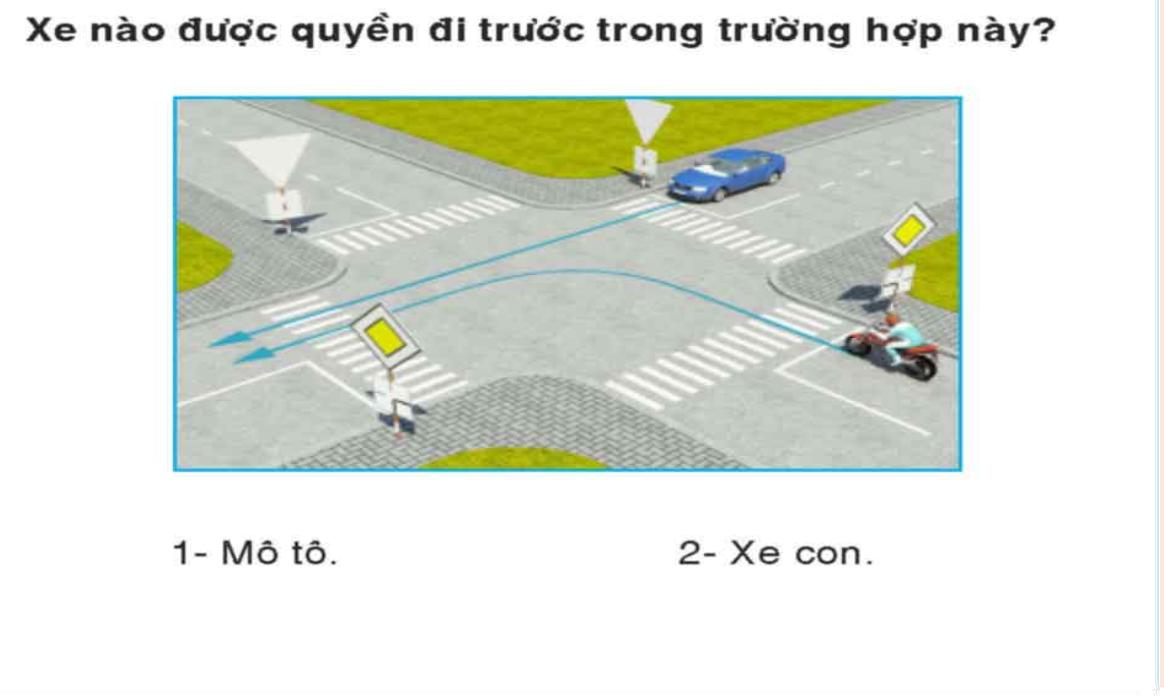 Xe nào được quyền đi trước trong trường hợp này?
1- Mô tô.
2- Xe con.